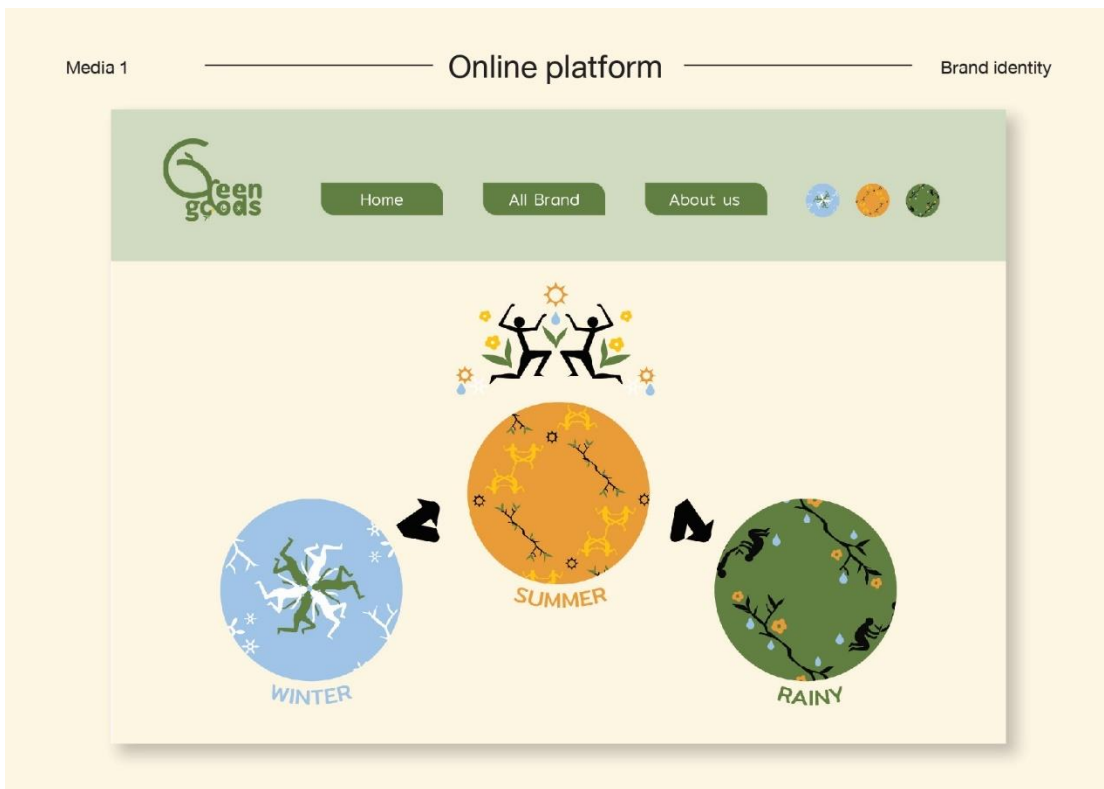 Media 1
Online platform
Brand identity
Green
goods
Home
All Brand
About us
SUMMER
WINTER
RAINY